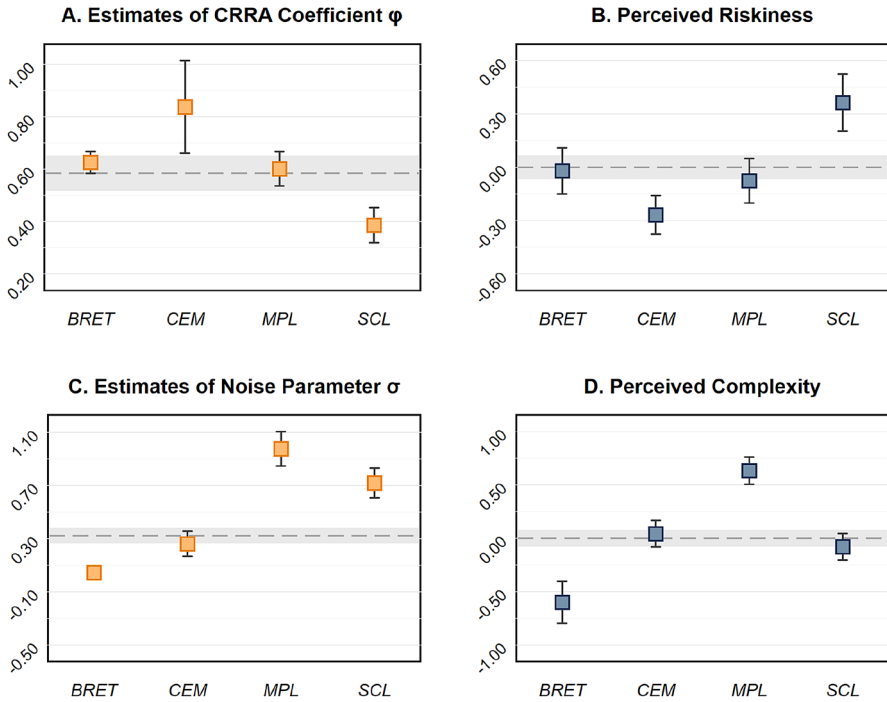 A. Estimates of CRRA Coefficient φ
1.00
0.80
0.60
0.40
0.20
BRET CEM MPL SCL
B. Perceived Riskiness
0.60
0.30
0.00
-0.30
-0.60
BRET CEM MPL SCL
C. Estimates of Noise Parameter σ
1.10
0.70
0.30
-0.10
-0.50
BRET CEM MPL SCL
D. Perceived Complexity
1.00
0.50
0.00
-0.50
-1.00
BRET CEM MPL SCL